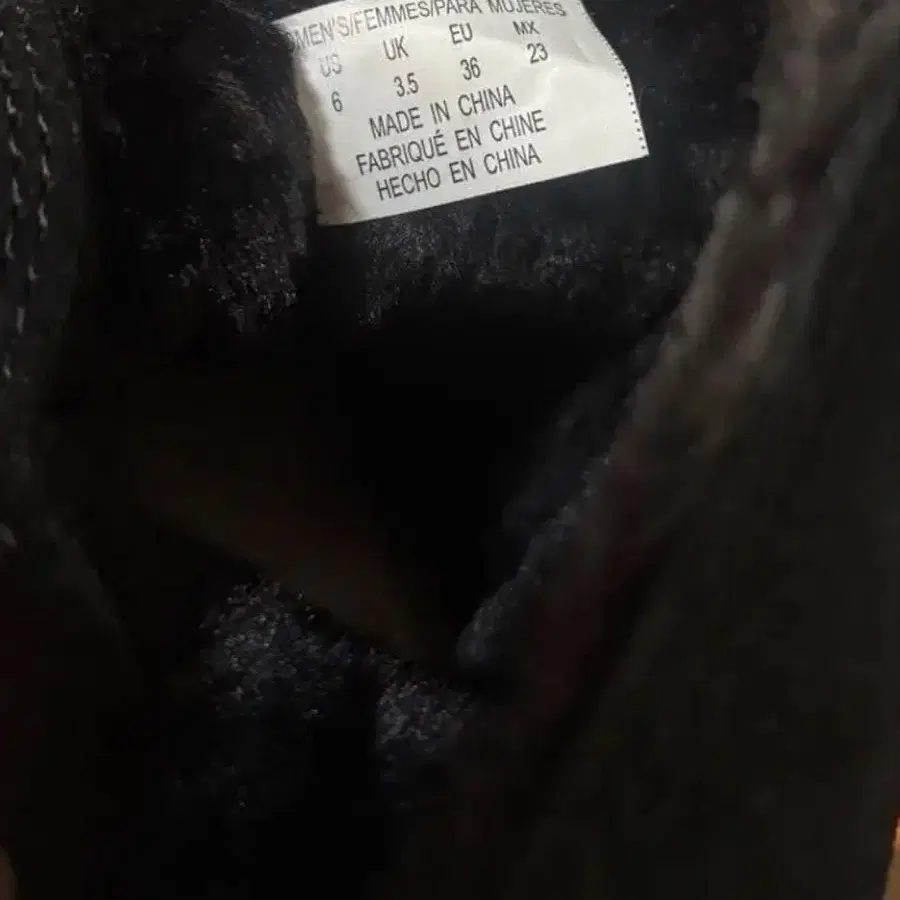 MEN'S/FEMMES/PARA MUJERES
US UK EU MX
6 3.5 36 23
MADE IN CHINA
FABRIQUÉ EN CHINE
HECHO EN CHINA